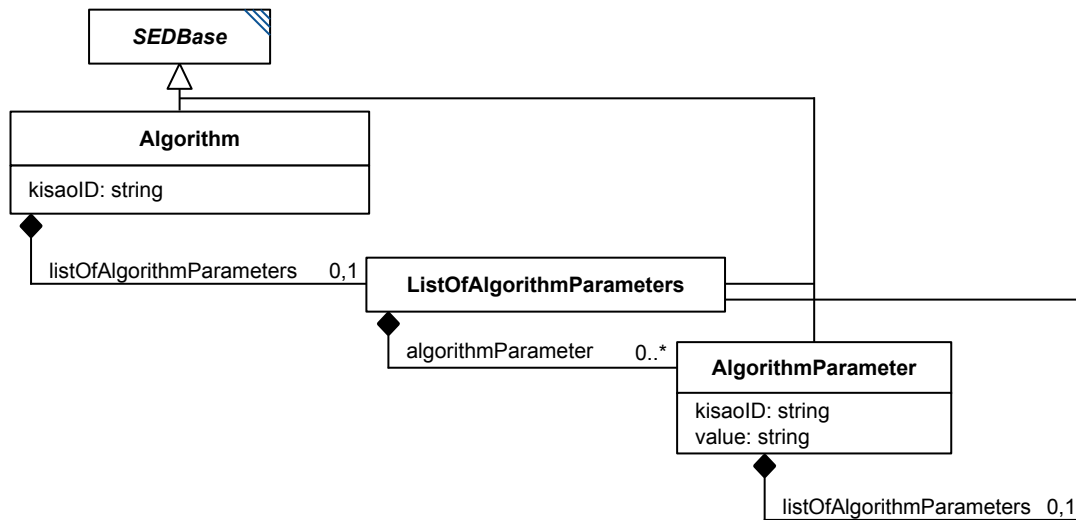 SEDBase
Algorithm
kisaoID: string
listOfAlgorithmParameters 0,1
ListOfAlgorithmParameters
algorithmParameter 0..*
AlgorithmParameter
kisaoID: string
value: string
listOfAlgorithmParameters 0,1